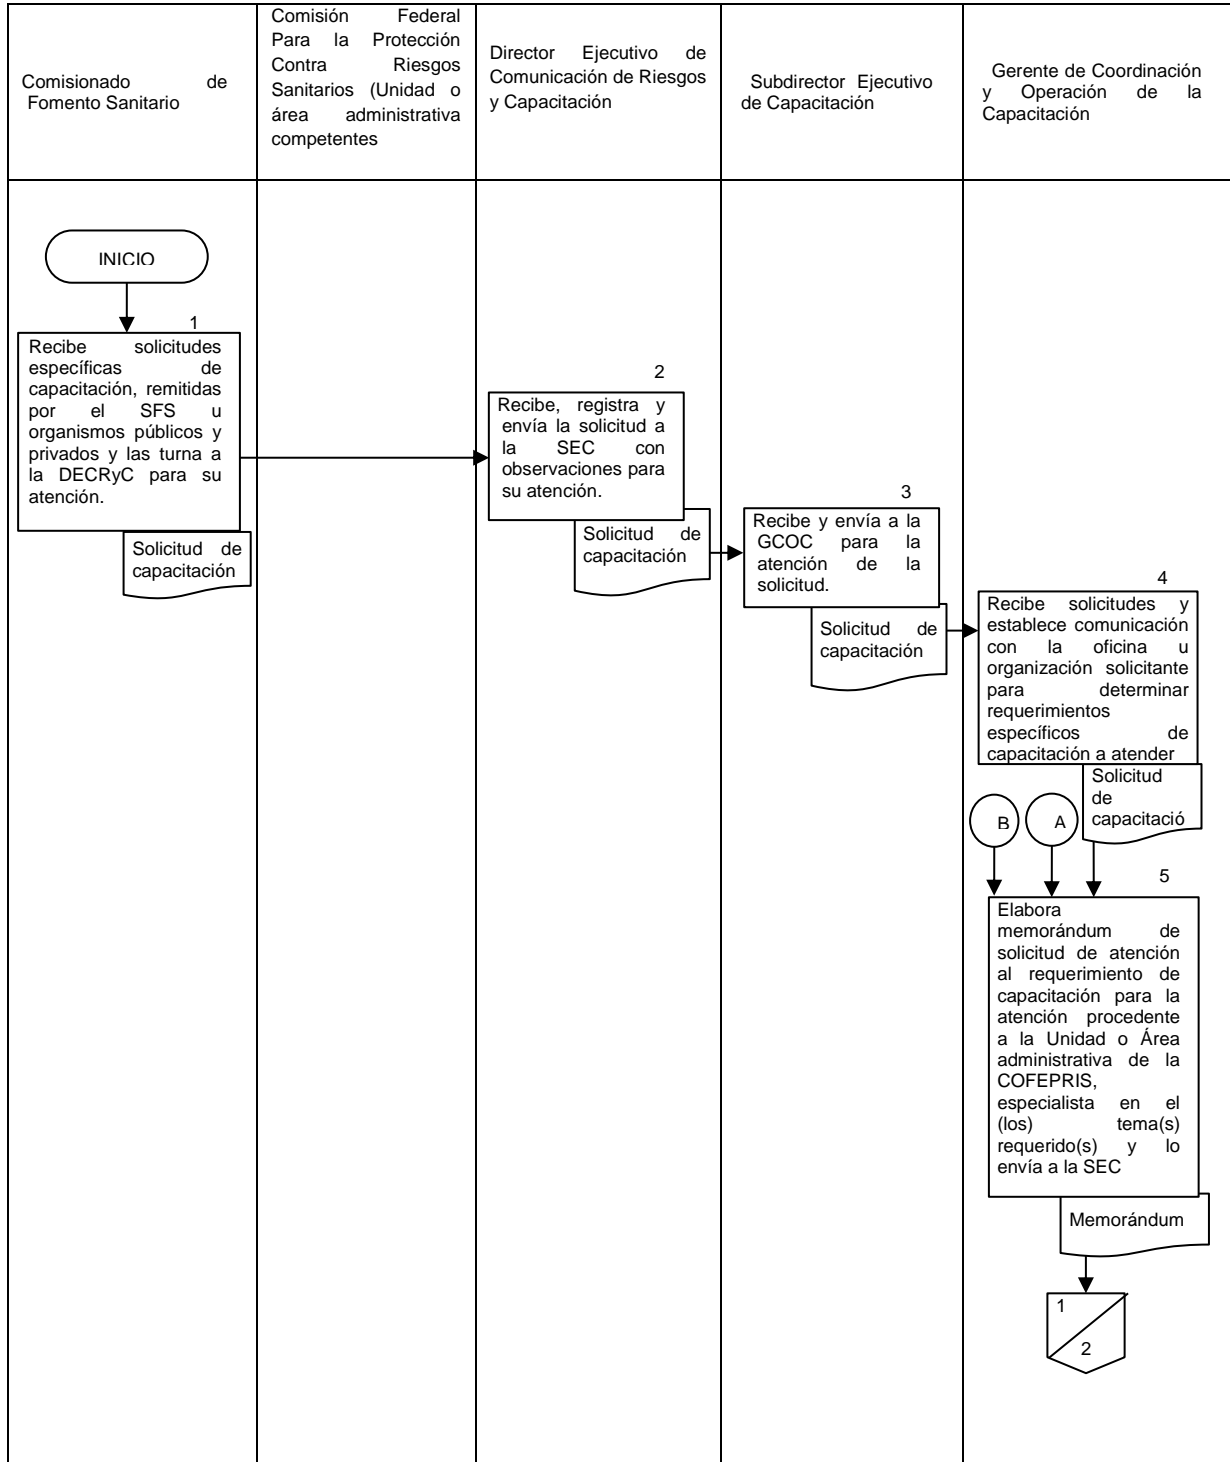 Comisionado de
Fomento Sanitario
Comisión Federal
Para la Protección
Contra Riesgos
Sanitarios (Unidad o
área administrativa
competentes
Director Ejecutivo de
Comunicación de Riesgos
y Capacitación
Subdirector Ejecutivo
de Capacitación
Gerente de Coordinación
y Operación de la
Capacitación
INICIO
1
Recibe solicitudes
específicas de
capacitación, remitidas
por el SFS u
organismos públicos y
privados y las turna a
la DECRyC para su
atención.
Solicitud de
capacitación
2
Recibe, registra y
envía la solicitud a
la SEC con
observaciones para
su atención.
Solicitud de
capacitación
3
Recibe y envía a la
GCOC para la
atención de la
solicitud.
Solicitud de
capacitación
4
Recibe solicitudes y
establece comunicación
con la oficina u
organización solicitante
para determinar
requerimientos
específicos de
capacitación a atender
Solicitud
de
capacitació
B
A
5
Elabora
memorándum de
solicitud de atención
al requerimiento de
capacitación para la
atención procedente
a la Unidad o Área
administrativa de la
COFEPRIS,
especialista en el
(los) tema(s)
requerido(s) y lo
envía a la SEC
Memorándum
1
2